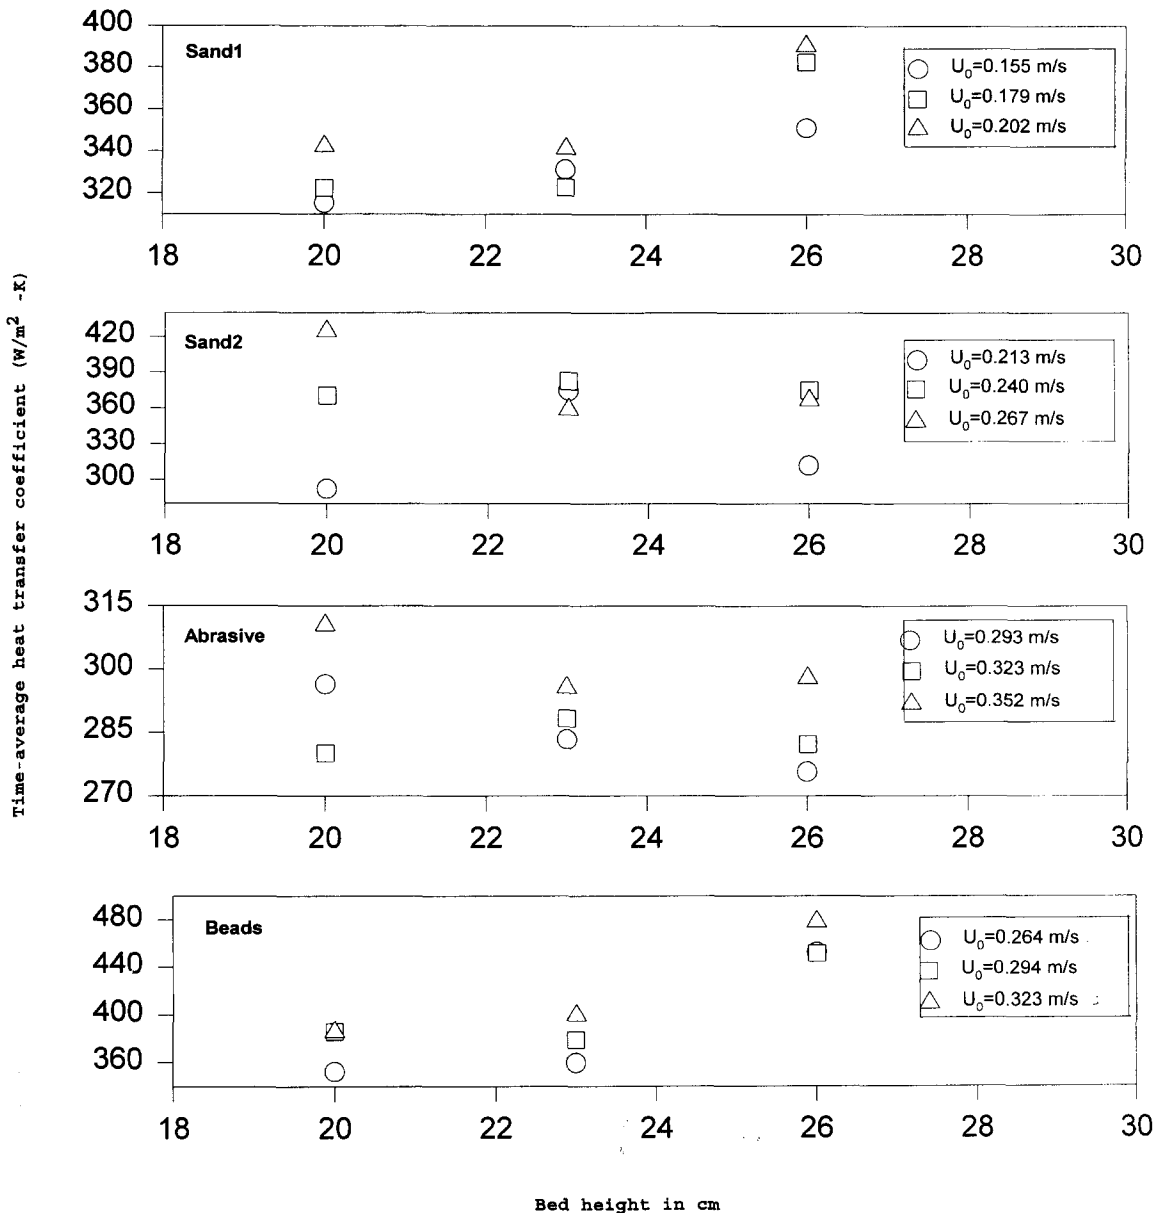 Time-average heat transfer coefficient (W/m² -K)
400
380
360
340
320
Sand1
U₀=0.155 m/s
U₀=0.179 m/s
U₀=0.202 m/s
18 20 22 24 26 28 30
420
390
360
330
300
Sand2
U₀=0.213 m/s
U₀=0.240 m/s
U₀=0.267 m/s
18 20 22 24 26 28 30
315
300
285
270
Abrasive
U₀=0.293 m/s
U₀=0.323 m/s
U₀=0.352 m/s
18 20 22 24 26 28 30
480
440
400
360
Beads
U₀=0.264 m/s
U₀=0.294 m/s
U₀=0.323 m/s
18 20 22 24 26 28 30
Bed height in cm